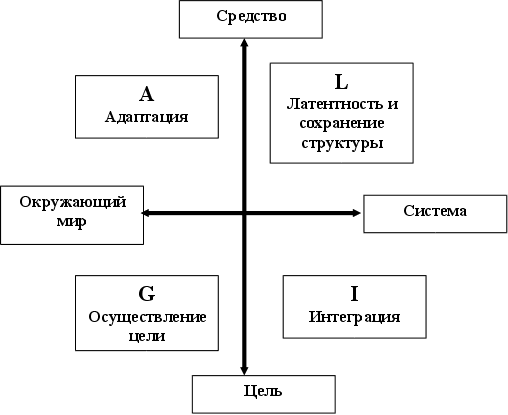 Средство
A
Адаптация
L
Латентность и
сохранение
структуры
Окружающий
мир
Система
G
Осуществление
цели
I
Интеграция
Цель